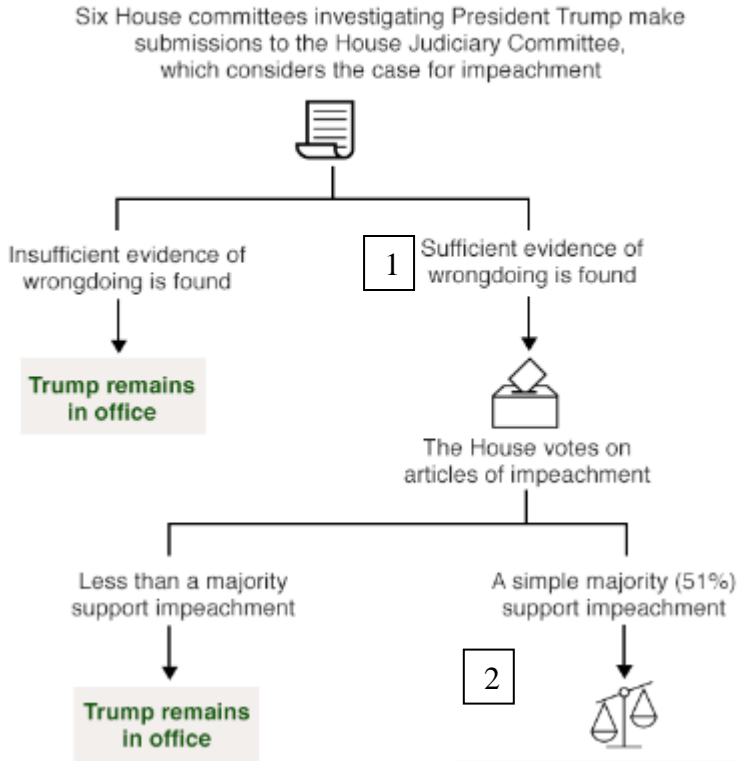 Six House committees investigating President Trump make
submissions to the House Judiciary Committee,
which considers the case for impeachment
Insufficient evidence of
wrongdoing is found
1
Sufficient evidence of
wrongdoing is found
Trump remains
in office
The House votes on
articles of impeachment
Less than a majority
support impeachment
A simple majority (51%)
support impeachment
2
Trump remains
in office